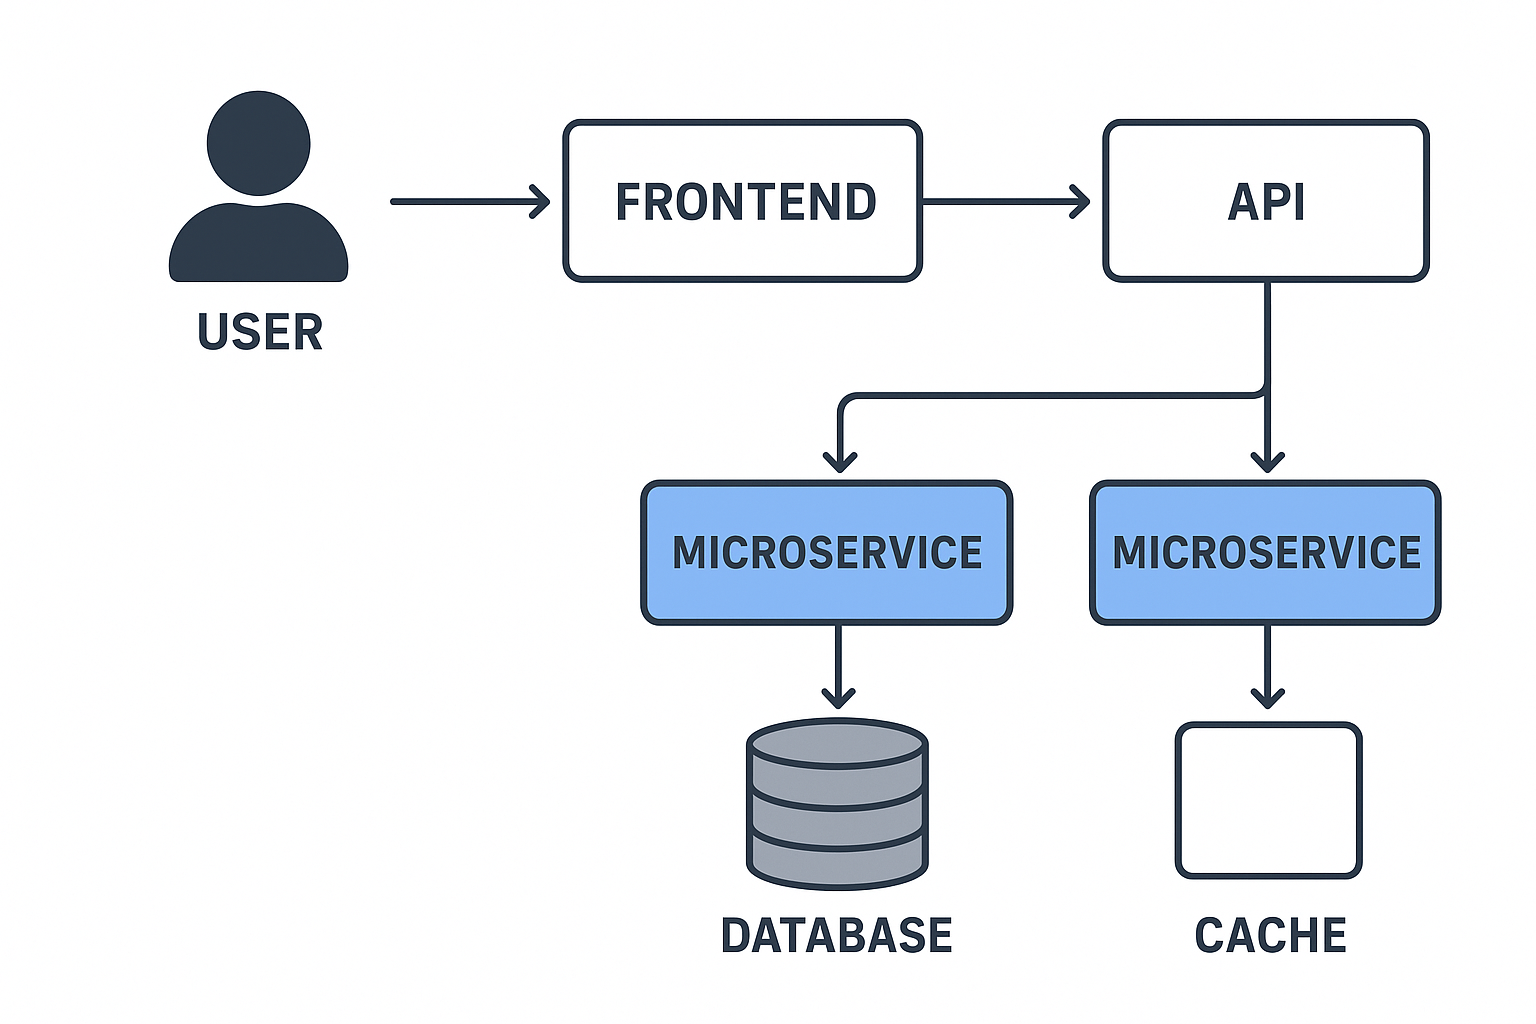 USER
FRONTEND
API
MICROSERVICE
MICROSERVICE
DATABASE
CACHE